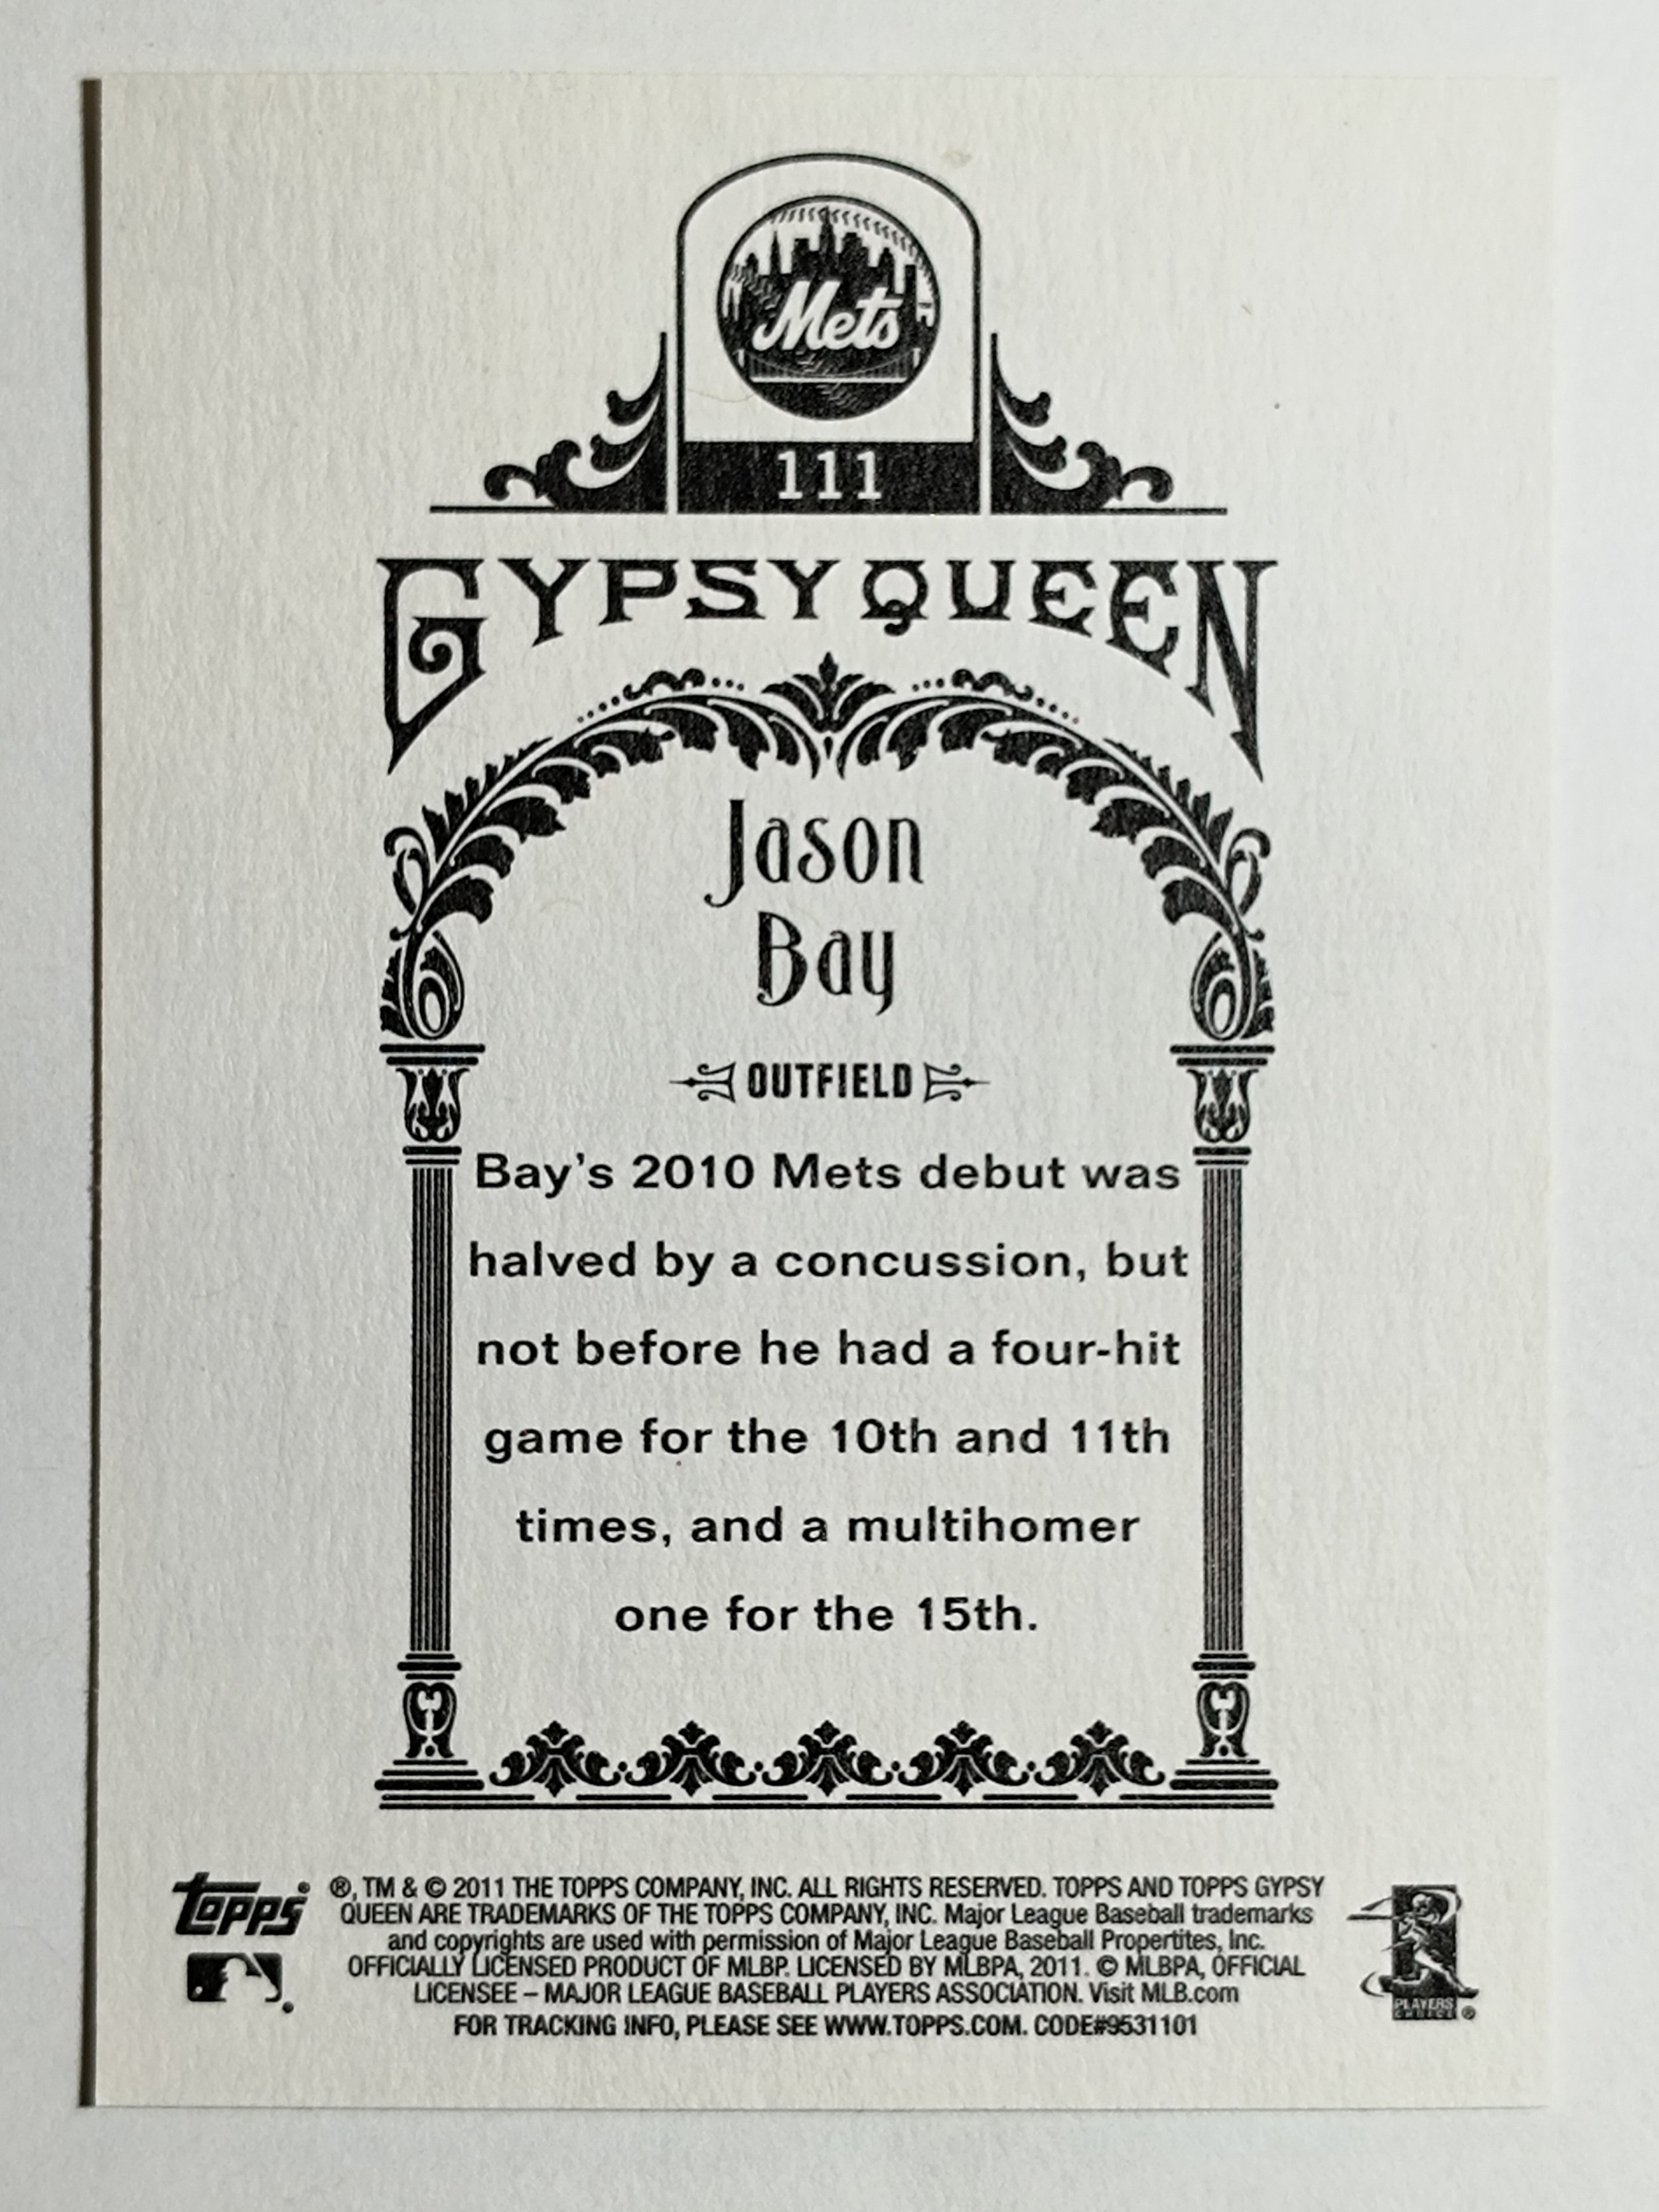 Mets
111
GYPSY QUEEN
Jason
Bay
OUTFIELD
Bay's 2010 Mets debut was
halved by a concussion, but
not before he had a four-hit
game for the 10th and 11th
times, and a multihomer
one for the 15th.
topps®
®, TM & © 2011 THE TOPPS COMPANY, INC. ALL RIGHTS RESERVED. TOPPS AND TOPPS GYPSY
QUEEN ARE TRADEMARKS OF THE TOPPS COMPANY, INC. Major League Baseball trademarks
and copyrights are used with permission of Major League Baseball Propertites, Inc.
OFFICIALLY LICENSED PRODUCT OF MLBP. LICENSED BY MLBPA, 2011. © MLBPA, OFFICIAL
LICENSEE – MAJOR LEAGUE BASEBALL PLAYERS ASSOCIATION. Visit MLB.com
FOR TRACKING INFO, PLEASE SEE WWW.TOPPS.COM. CODE#9531101
PLAYERS
CHOICE ®